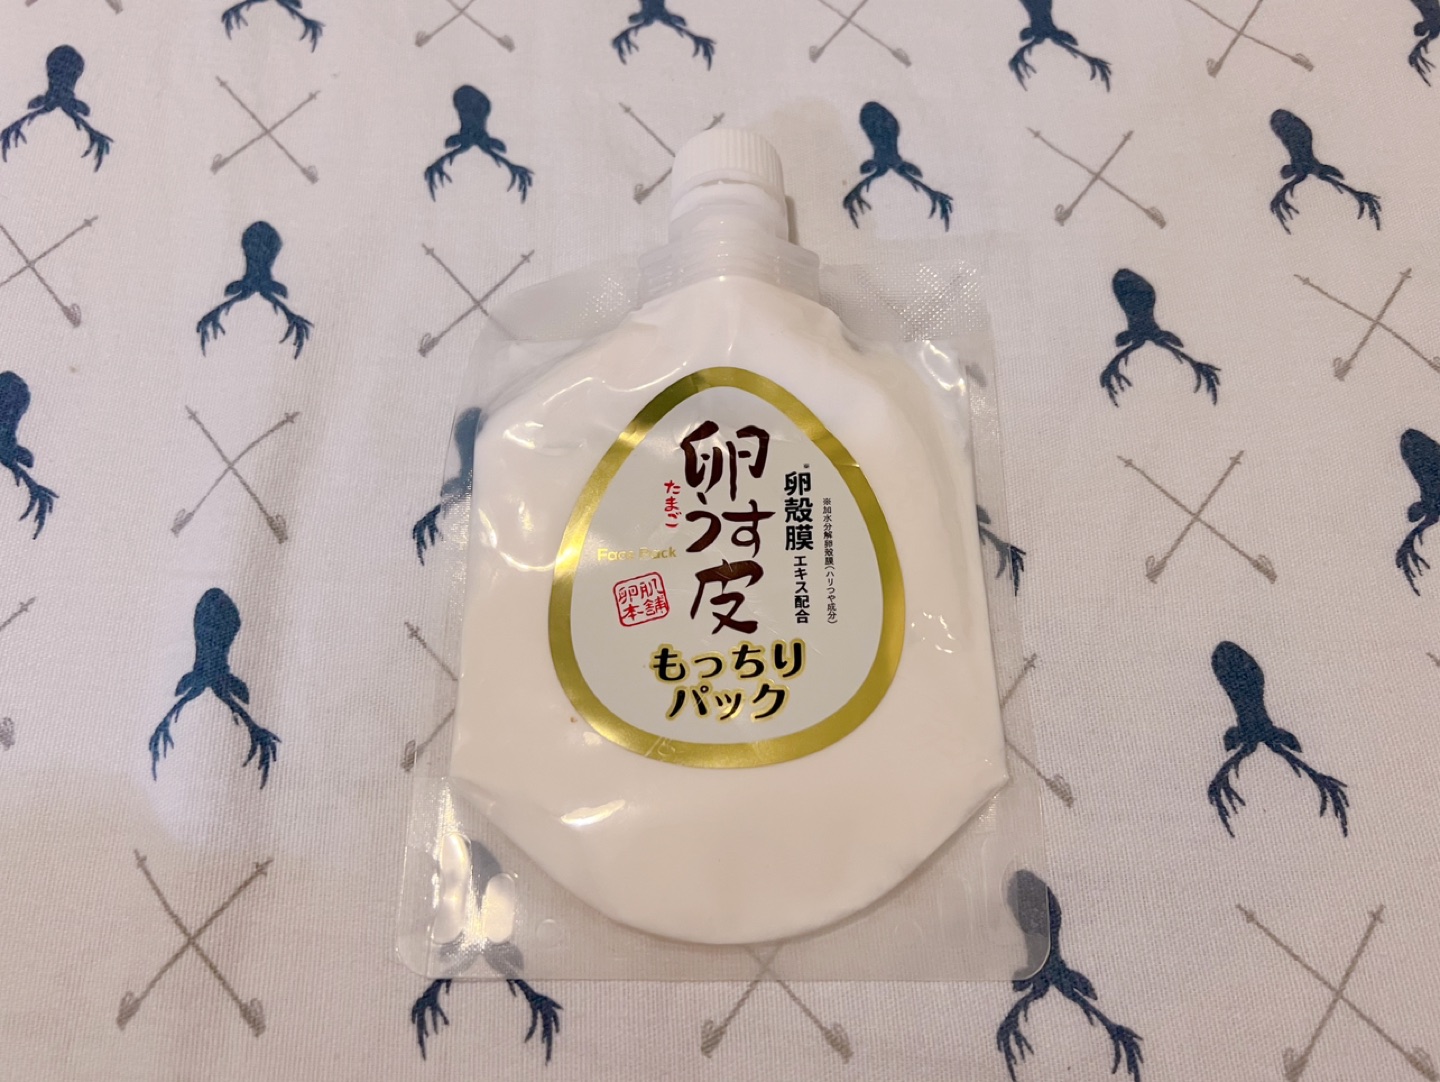 卵うす皮
たまご
※卵殻膜エキス配合
※加水分解卵殻膜(ハリつや成分)
Face Pack
卵肌本舗
もっちり
パック